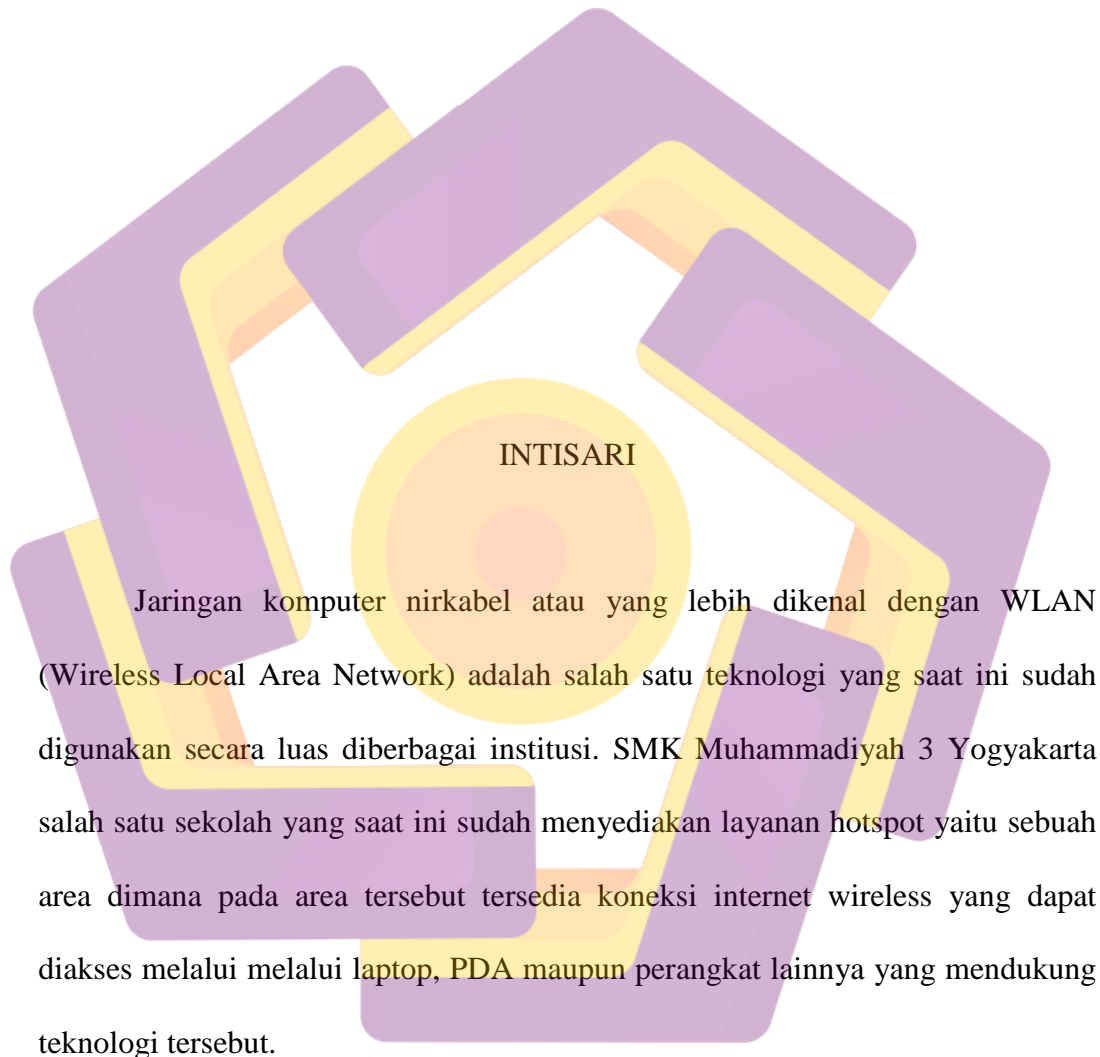 INTISARI
Jaringan komputer nirkabel atau yang lebih dikenal dengan WLAN
(Wireless Local Area Network) adalah salah satu teknologi yang saat ini sudah
digunakan secara luas diberbagai institusi. SMK Muhammadiyah 3 Yogyakarta
salah satu sekolah yang saat ini sudah menyediakan layanan hotspot yaitu sebuah
area dimana pada area tersebut tersedia koneksi internet wireless yang dapat
diakses melalui melalui laptop, PDA maupun perangkat lainnya yang mendukung
teknologi tersebut.